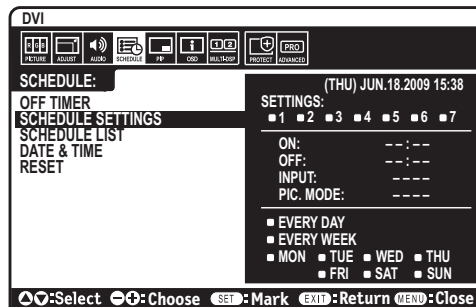 DVI
RGB
PICTURE ADJUST AUDIO SCHEDULE PIP OSD MULTI-DSP PROTECT ADVANCED
1 2
PRO
SCHEDULE:
OFF TIMER
SCHEDULE SETTINGS
SCHEDULE LIST
DATE & TIME
RESET
(THU) JUN.18.2009 15:38
SETTINGS:
1 2 3 4 5 6 7
ON: --:--
OFF: --:--
INPUT: ----
PIC. MODE: ----
EVERY DAY
EVERY WEEK
MON TUE WED THU
FRI SAT SUN
:Select :Choose SET:Mark EXIT:Return MENU:Close